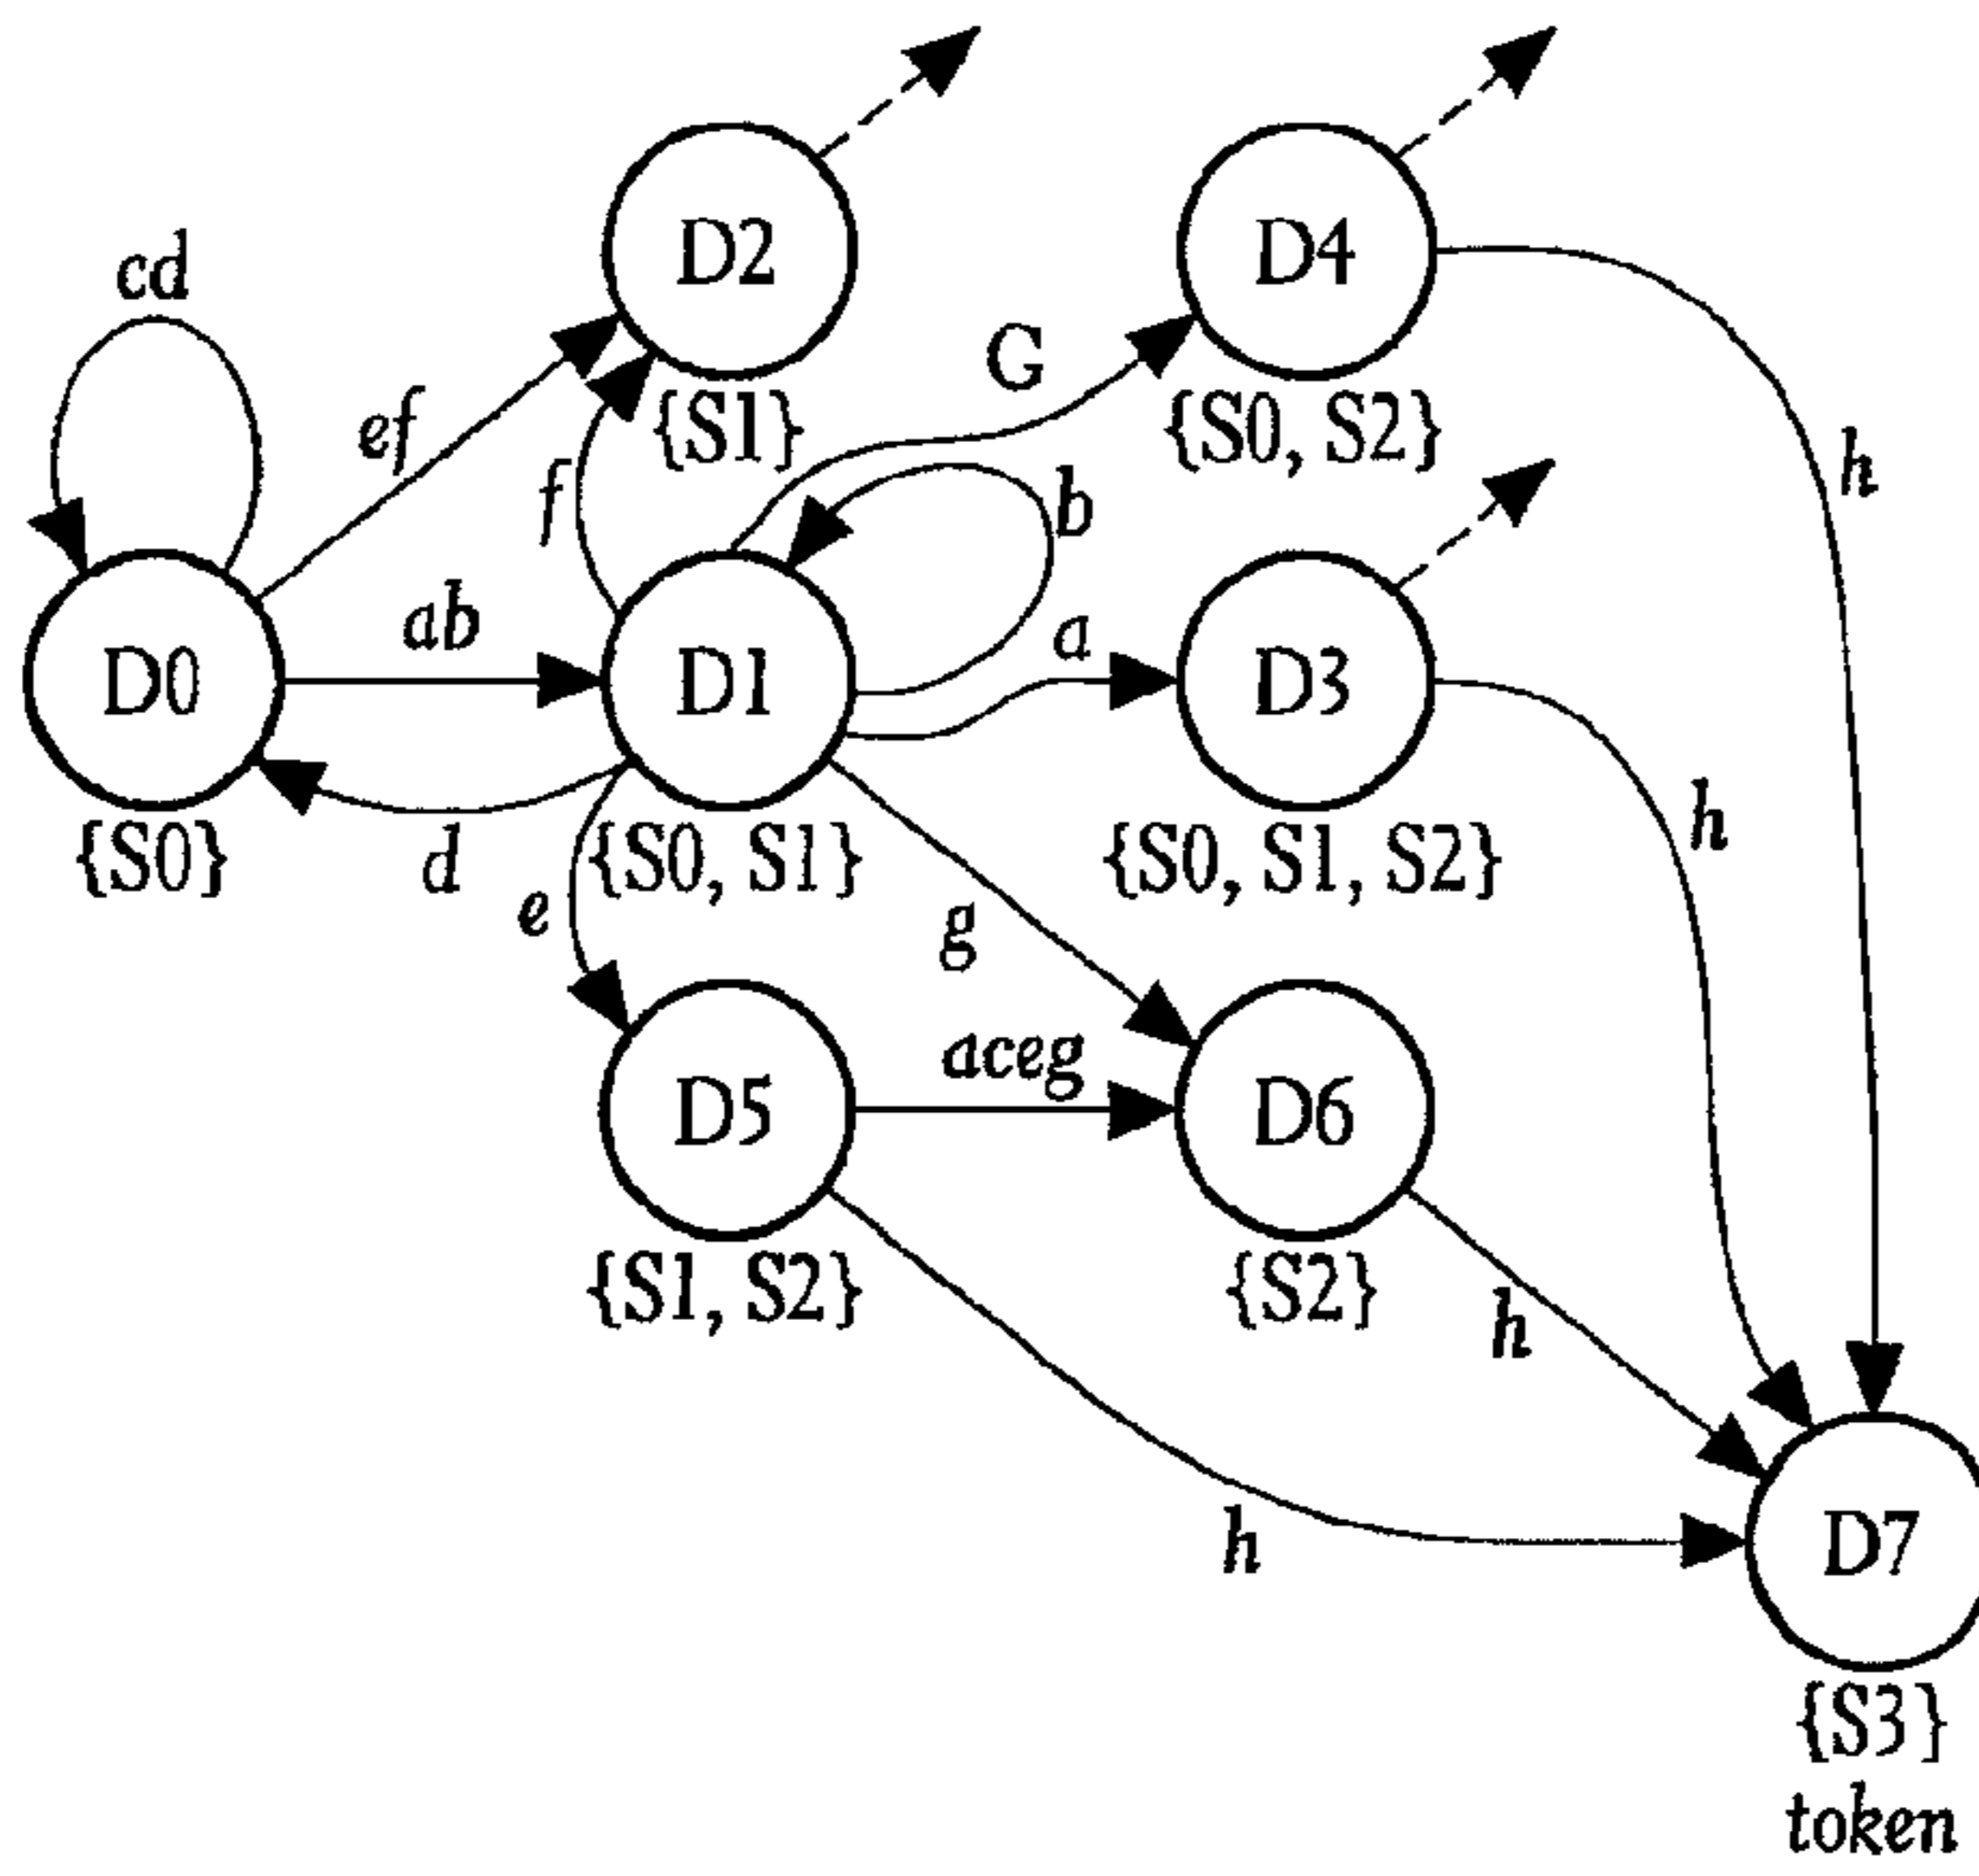 cd
D2
D4
G
ef
{S1}
{S0, S2}
f
b
h
ab
a
D0
D1
D3
h
{S0}
d
{S0, S1}
{S0, S1, S2}
e
g
aceg
D5
D6
{S1, S2}
{S2}
h
h
D7
{S3}
token